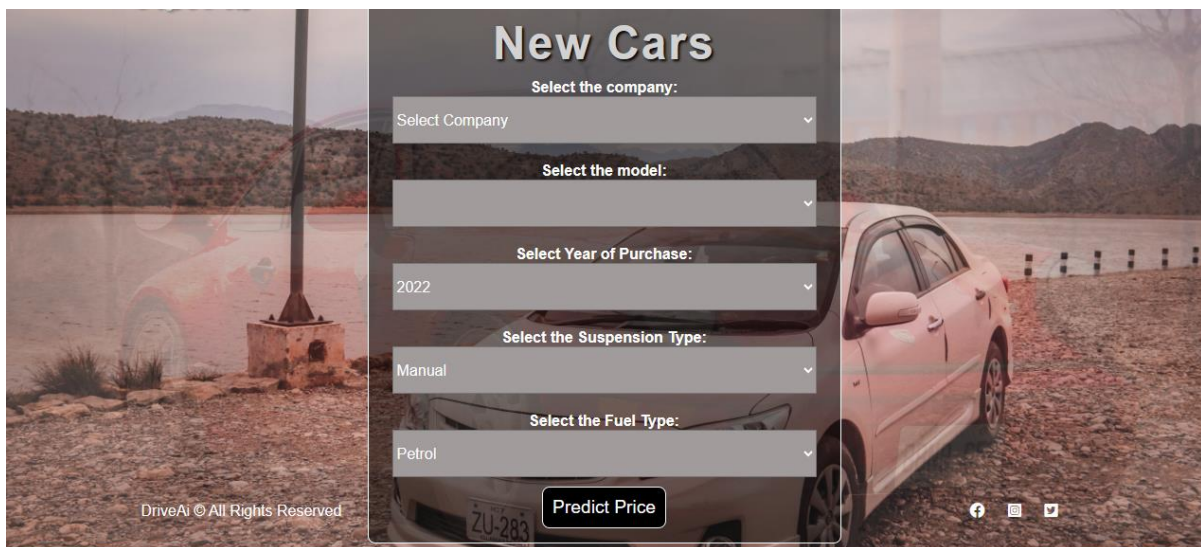 New Cars
Select the company:
Select Company
Select the model:
Select Year of Purchase:
2022
Select the Suspension Type:
Manual
Select the Fuel Type:
Petrol
Predict Price
DriveAi © All Rights Reserved
ZU-283